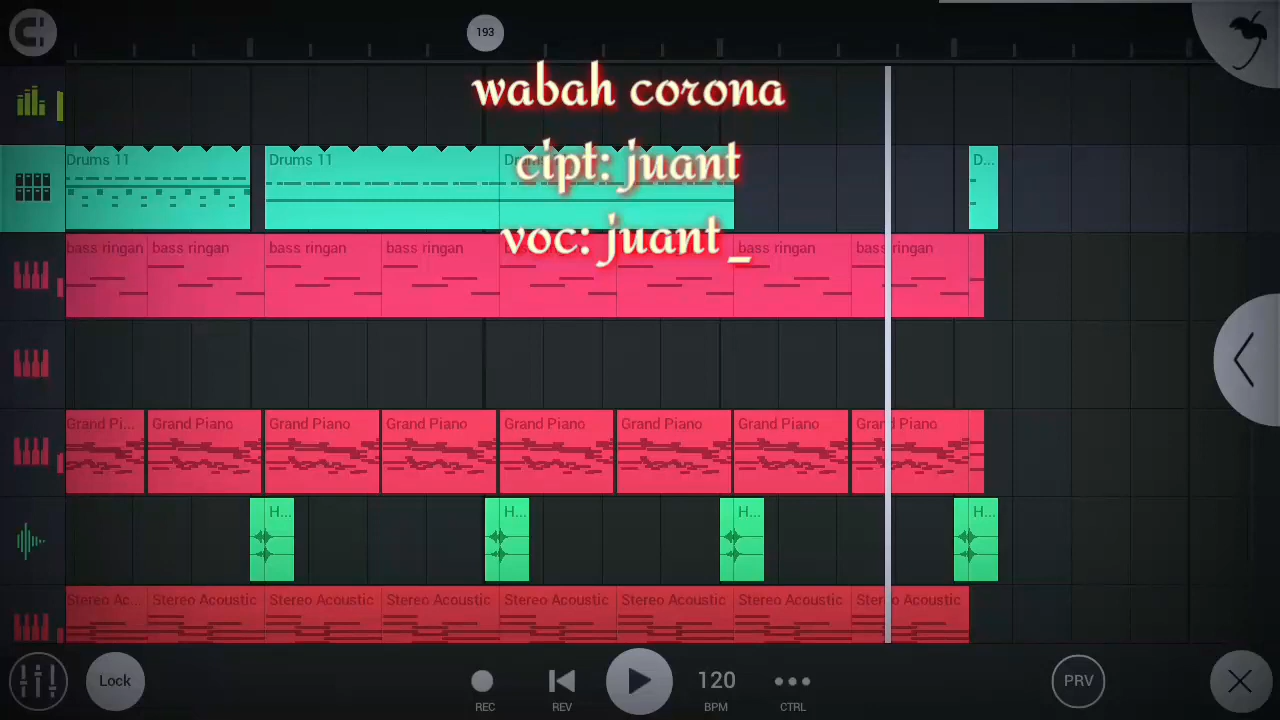 193
wabah corona
cipt: juant
voc: juant _
Drums 11
Drums 11
D...
bass ringan
bass ringan
bass ringan
bass ringan
bass ringan
Grand Pi...
Grand Piano
Grand Piano
Grand Piano
Grand Piano
Grand Piano
Grand Piano
H...
H...
H...
H...
Stereo Ac...
Stereo Acoustic
Stereo Acoustic
Stereo Acoustic
Stereo Acoustic
Stereo Acoustic
Stereo Acoustic
Lock
REC
REV
120
BPM
CTRL
PRV